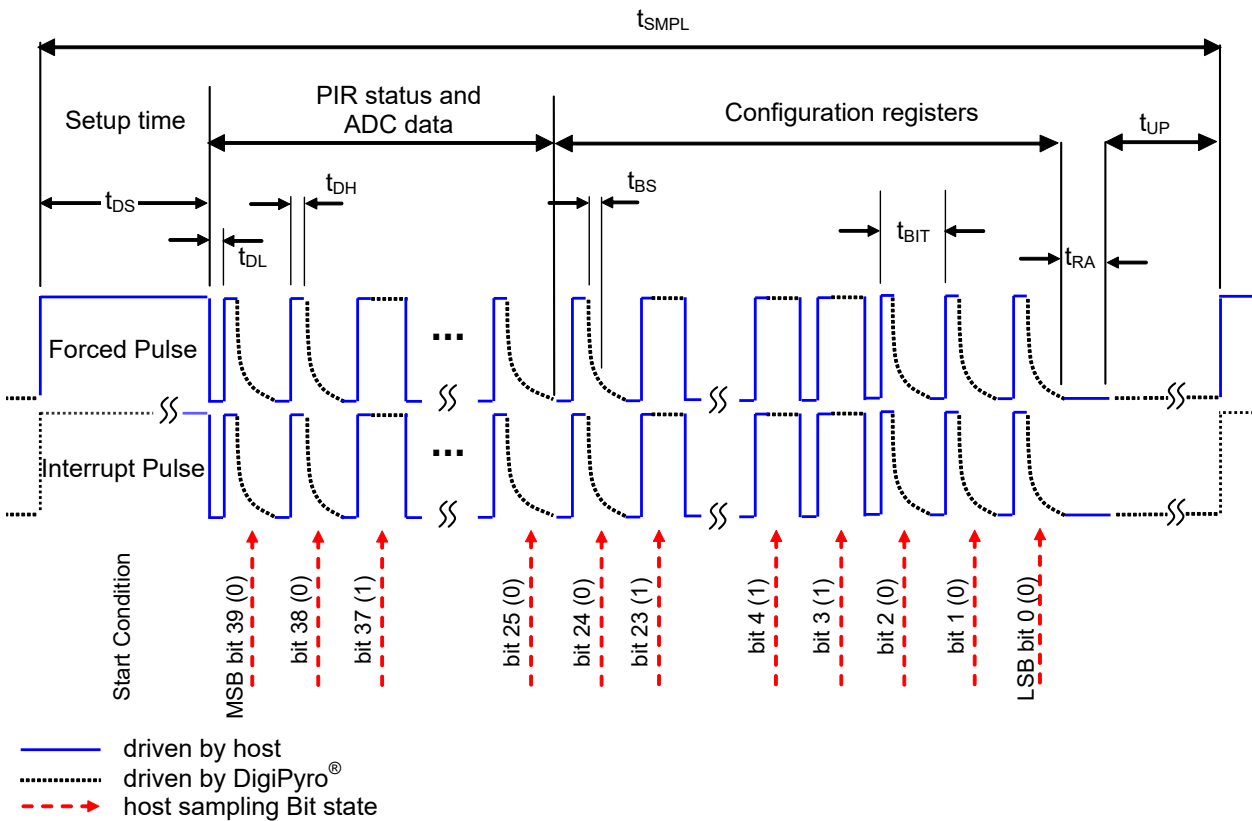 tSMPL
PIR status and
ADC data
Setup time
Configuration registers
tUP
tDS
tDH
tBS
tDL
tBIT
tRA
Forced Pulse
...
Interrupt Pulse
...
Start Condition
MSB bit 39 (0)
bit 38 (0)
bit 37 (1)
bit 25 (0)
bit 24 (0)
bit 23 (1)
bit 4 (1)
bit 3 (1)
bit 2 (0)
bit 1 (0)
LSB bit 0 (0)
driven by host
driven by DigiPyro®
host sampling Bit state